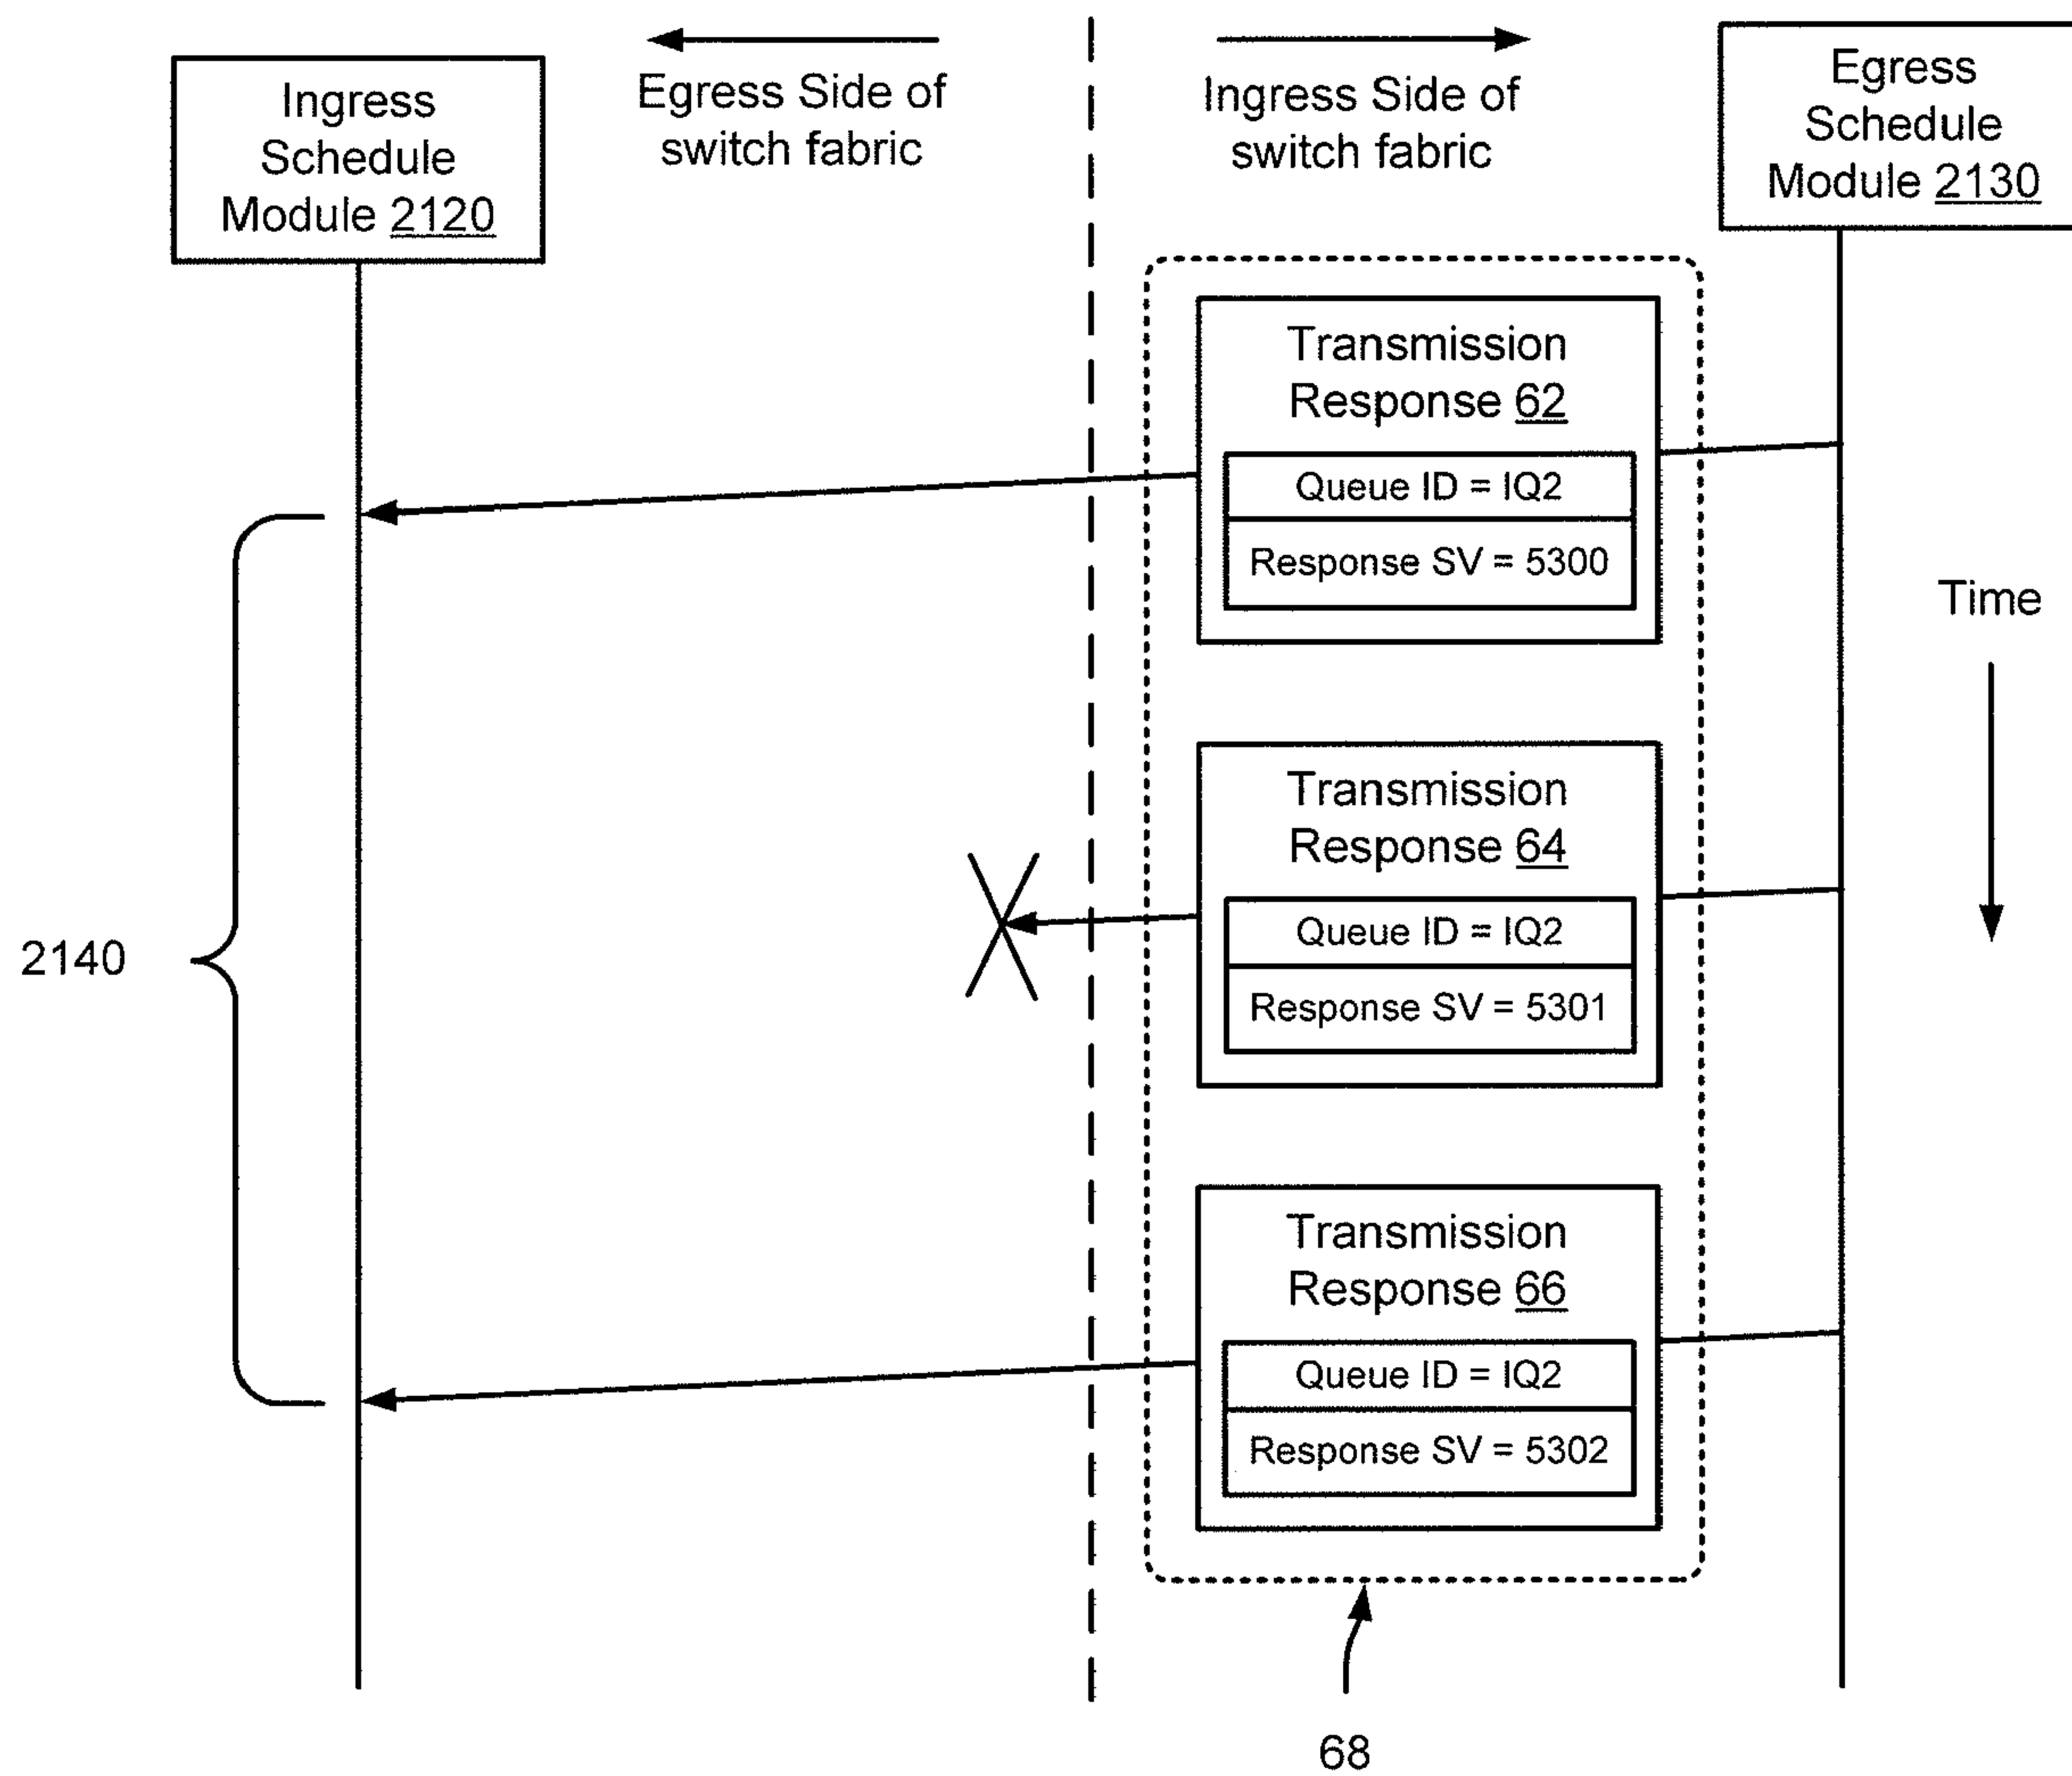 Ingress
Schedule
Module 2120
Egress Side of
switch fabric
Ingress Side of
switch fabric
Egress
Schedule
Module 2130
Transmission
Response 62
Queue ID = IQ2
Response SV = 5300
Time
Transmission
Response 64
Queue ID = IQ2
Response SV = 5301
2140
Transmission
Response 66
Queue ID = IQ2
Response SV = 5302
68